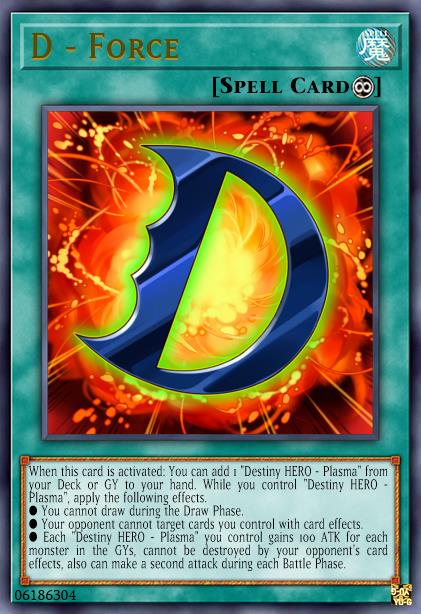 D - Force
SPELL
魔
[Spell Card]
When this card is activated: You can add 1 "Destiny HERO - Plasma" from
your Deck or GY to your hand. While you control "Destiny HERO -
Plasma", apply the following effects.
● You cannot draw during the Draw Phase.
● Your opponent cannot target cards you control with card effects.
● Each "Destiny HERO - Plasma" you control gains 100 ATK for each
monster in the GYs, cannot be destroyed by your opponent's card
effects, also can make a second attack during each Battle Phase.
06186304